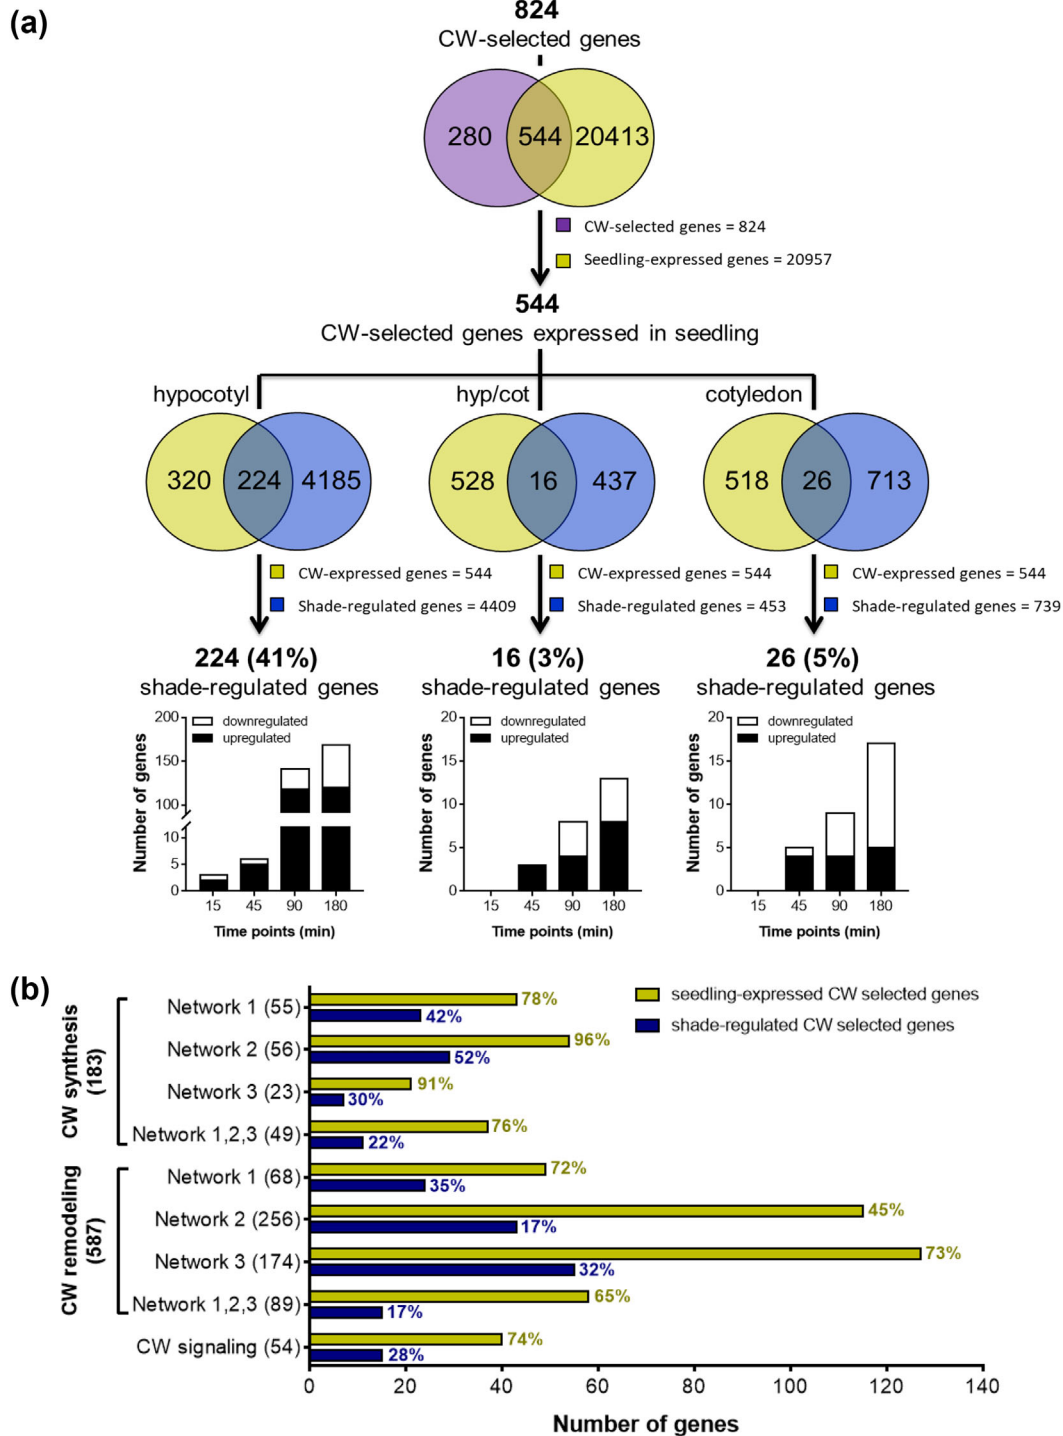 (a)
824
CW-selected genes
280 544 20413
CW-selected genes = 824
Seedling-expressed genes = 20957
544
CW-selected genes expressed in seedling
hypocotyl hyp/cot cotyledon
320 224 4185 528 16 437 518 26 713
CW-expressed genes = 544 CW-expressed genes = 544 CW-expressed genes = 544
Shade-regulated genes = 4409 Shade-regulated genes = 453 Shade-regulated genes = 739
224 (41%) 16 (3%) 26 (5%)
shade-regulated genes shade-regulated genes shade-regulated genes
Number of genes
200
150
100
10
5
0
downregulated
upregulated
15 45 90 180
Time points (min)
Number of genes
20
15
10
5
0
downregulated
upregulated
15 45 90 180
Time points (min)
Number of genes
20
15
10
5
0
downregulated
upregulated
15 45 90 180
Time points (min)
(b)
seedling-expressed CW selected genes
shade-regulated CW selected genes
CW synthesis
(183)
Network 1 (55) 78%
42%
Network 2 (56) 96%
52%
Network 3 (23) 91%
30%
Network 1,2,3 (49) 76%
22%
CW remodeling
(587)
Network 1 (68) 72%
35%
Network 2 (256) 45%
17%
Network 3 (174) 73%
32%
Network 1,2,3 (89) 65%
17%
CW signaling (54) 74%
28%
0 20 40 60 80 100 120 140
Number of genes